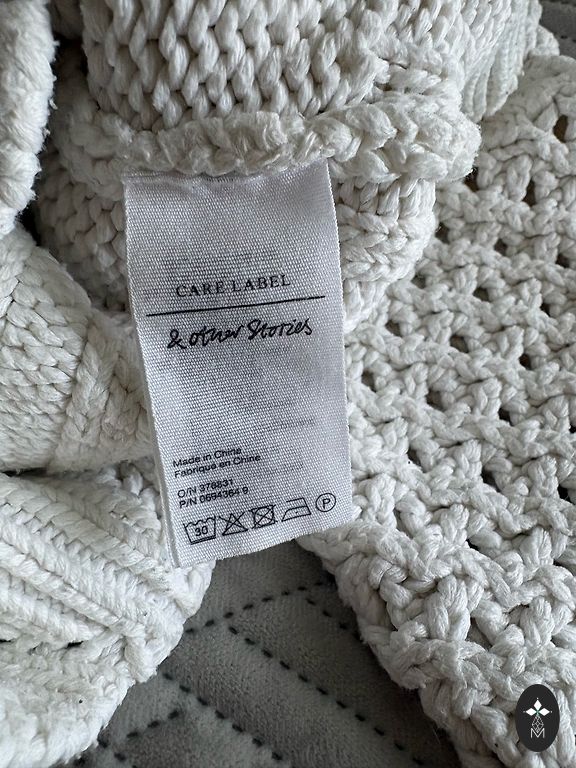 CARE LABEL
& other Stories
Made in China
Fabriqué en Chine
O/N 376831
P/N 0694364 9
30
P
M